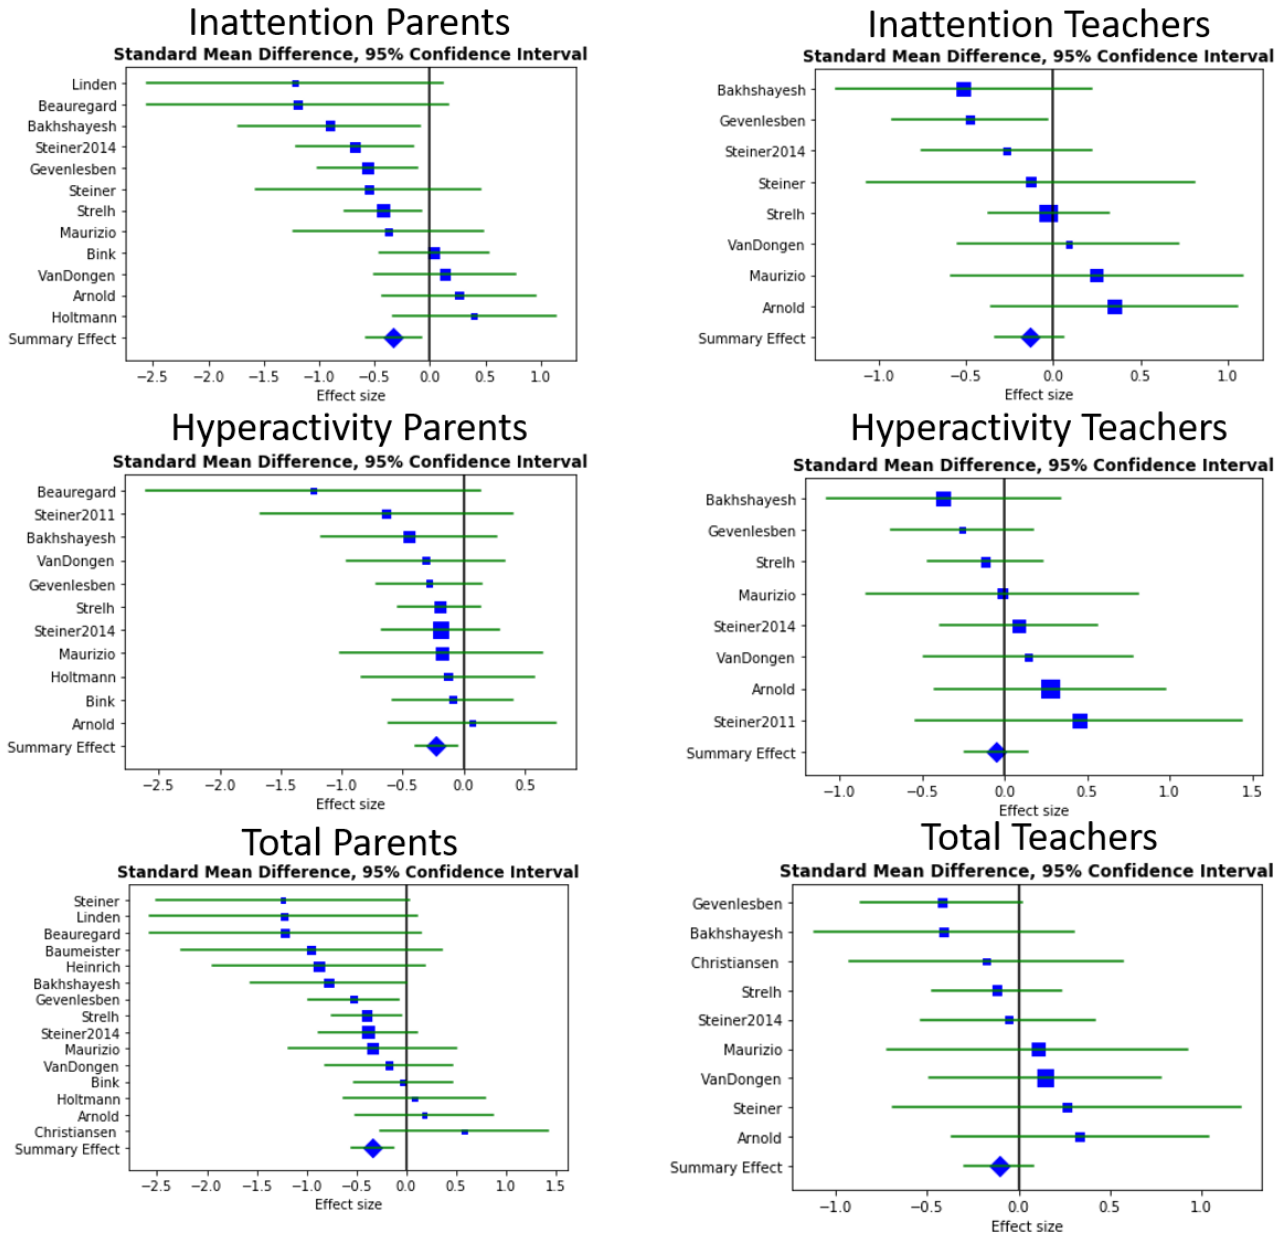 Inattention Parents
Standard Mean Difference, 95% Confidence Interval
Linden
Beauregard
Bakhshayesh
Steiner2014
Gevenlesben
Steiner
Strelh
Maurizio
Bink
VanDongen
Arnold
Holtmann
Summary Effect
−2.5 −2.0 −1.5 −1.0 −0.5 0.0 0.5 1.0
Effect size
Inattention Teachers
Standard Mean Difference, 95% Confidence Interval
Bakhshayesh
Gevenlesben
Steiner2014
Steiner
Strelh
VanDongen
Maurizio
Arnold
Summary Effect
−1.0 −0.5 0.0 0.5 1.0
Effect size
Hyperactivity Parents
Standard Mean Difference, 95% Confidence Interval
Beauregard
Steiner2011
Bakhshayesh
VanDongen
Gevenlesben
Strelh
Steiner2014
Maurizio
Holtmann
Bink
Arnold
Summary Effect
−2.5 −2.0 −1.5 −1.0 −0.5 0.0 0.5
Effect size
Hyperactivity Teachers
Standard Mean Difference, 95% Confidence Interval
Bakhshayesh
Gevenlesben
Strelh
Maurizio
Steiner2014
VanDongen
Arnold
Steiner2011
Summary Effect
−1.0 −0.5 0.0 0.5 1.0 1.5
Effect size
Total Parents
Standard Mean Difference, 95% Confidence Interval
Steiner
Linden
Beauregard
Baumeister
Heinrich
Bakhshayesh
Gevenlesben
Strelh
Steiner2014
Maurizio
VanDongen
Bink
Holtmann
Arnold
Christiansen
Summary Effect
−2.5 −2.0 −1.5 −1.0 −0.5 0.0 0.5 1.0 1.5
Effect size
Total Teachers
Standard Mean Difference, 95% Confidence Interval
Gevenlesben
Bakhshayesh
Christiansen
Strelh
Steiner2014
Maurizio
VanDongen
Steiner
Arnold
Summary Effect
−1.0 −0.5 0.0 0.5 1.0
Effect size